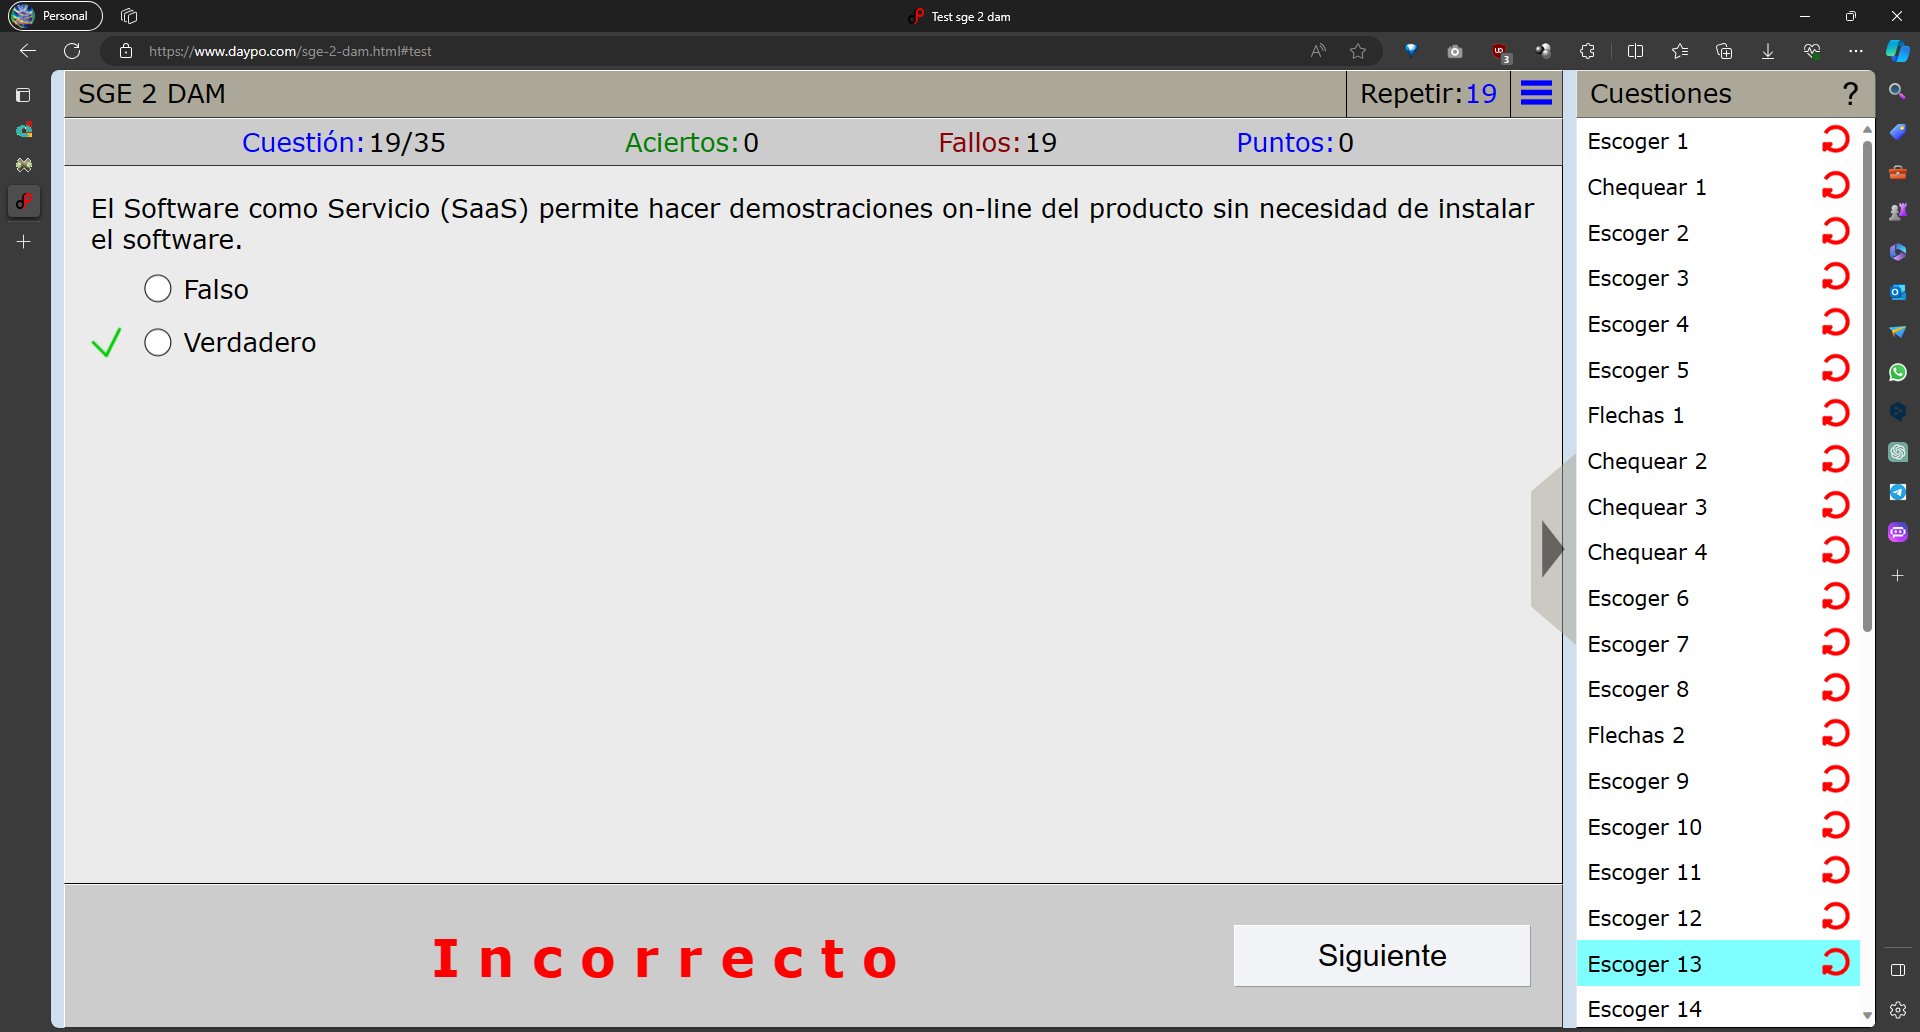 Personal
Test sge 2 dam
https://www.daypo.com/sge-2-dam.html#test
3
SGE 2 DAM
Repetir:19
Cuestión:19/35
Aciertos:0
Fallos:19
Puntos:0
El Software como Servicio (SaaS) permite hacer demostraciones on-line del producto sin necesidad de instalar
el software.
Falso
Verdadero
Incorrecto
Siguiente
Cuestiones
?
Escoger 1
Chequear 1
Escoger 2
Escoger 3
Escoger 4
Escoger 5
Flechas 1
Chequear 2
Chequear 3
Chequear 4
Escoger 6
Escoger 7
Escoger 8
Flechas 2
Escoger 9
Escoger 10
Escoger 11
Escoger 12
Escoger 13
Escoger 14